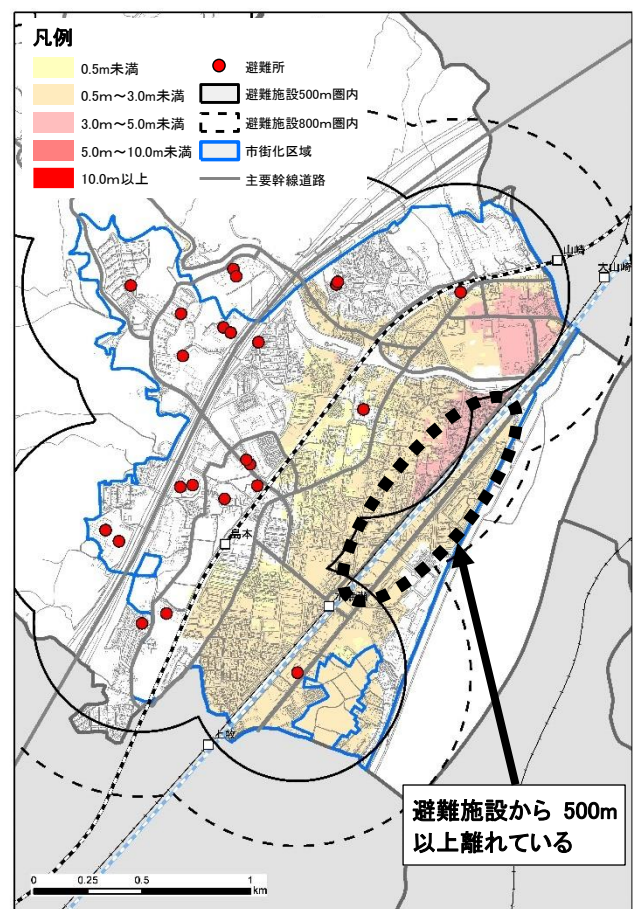 凡例
0.5m未満
0.5m～3.0m未満
3.0m～5.0m未満
5.0m～10.0m未満
10.0m以上
避難所
避難施設500m圏内
避難施設800m圏内
市街化区域
主要幹線道路
山崎
大山崎
島本
上牧
避難施設から 500m
以上離れている
0 0.25 0.5 1
km